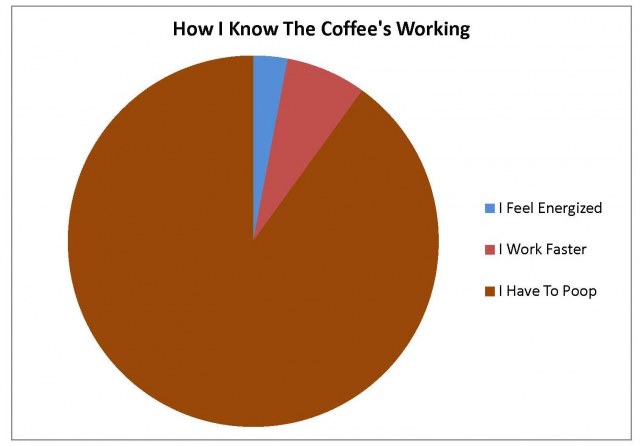 How I Know The Coffee's Working
I Feel Energized
I Work Faster
I Have To Poop